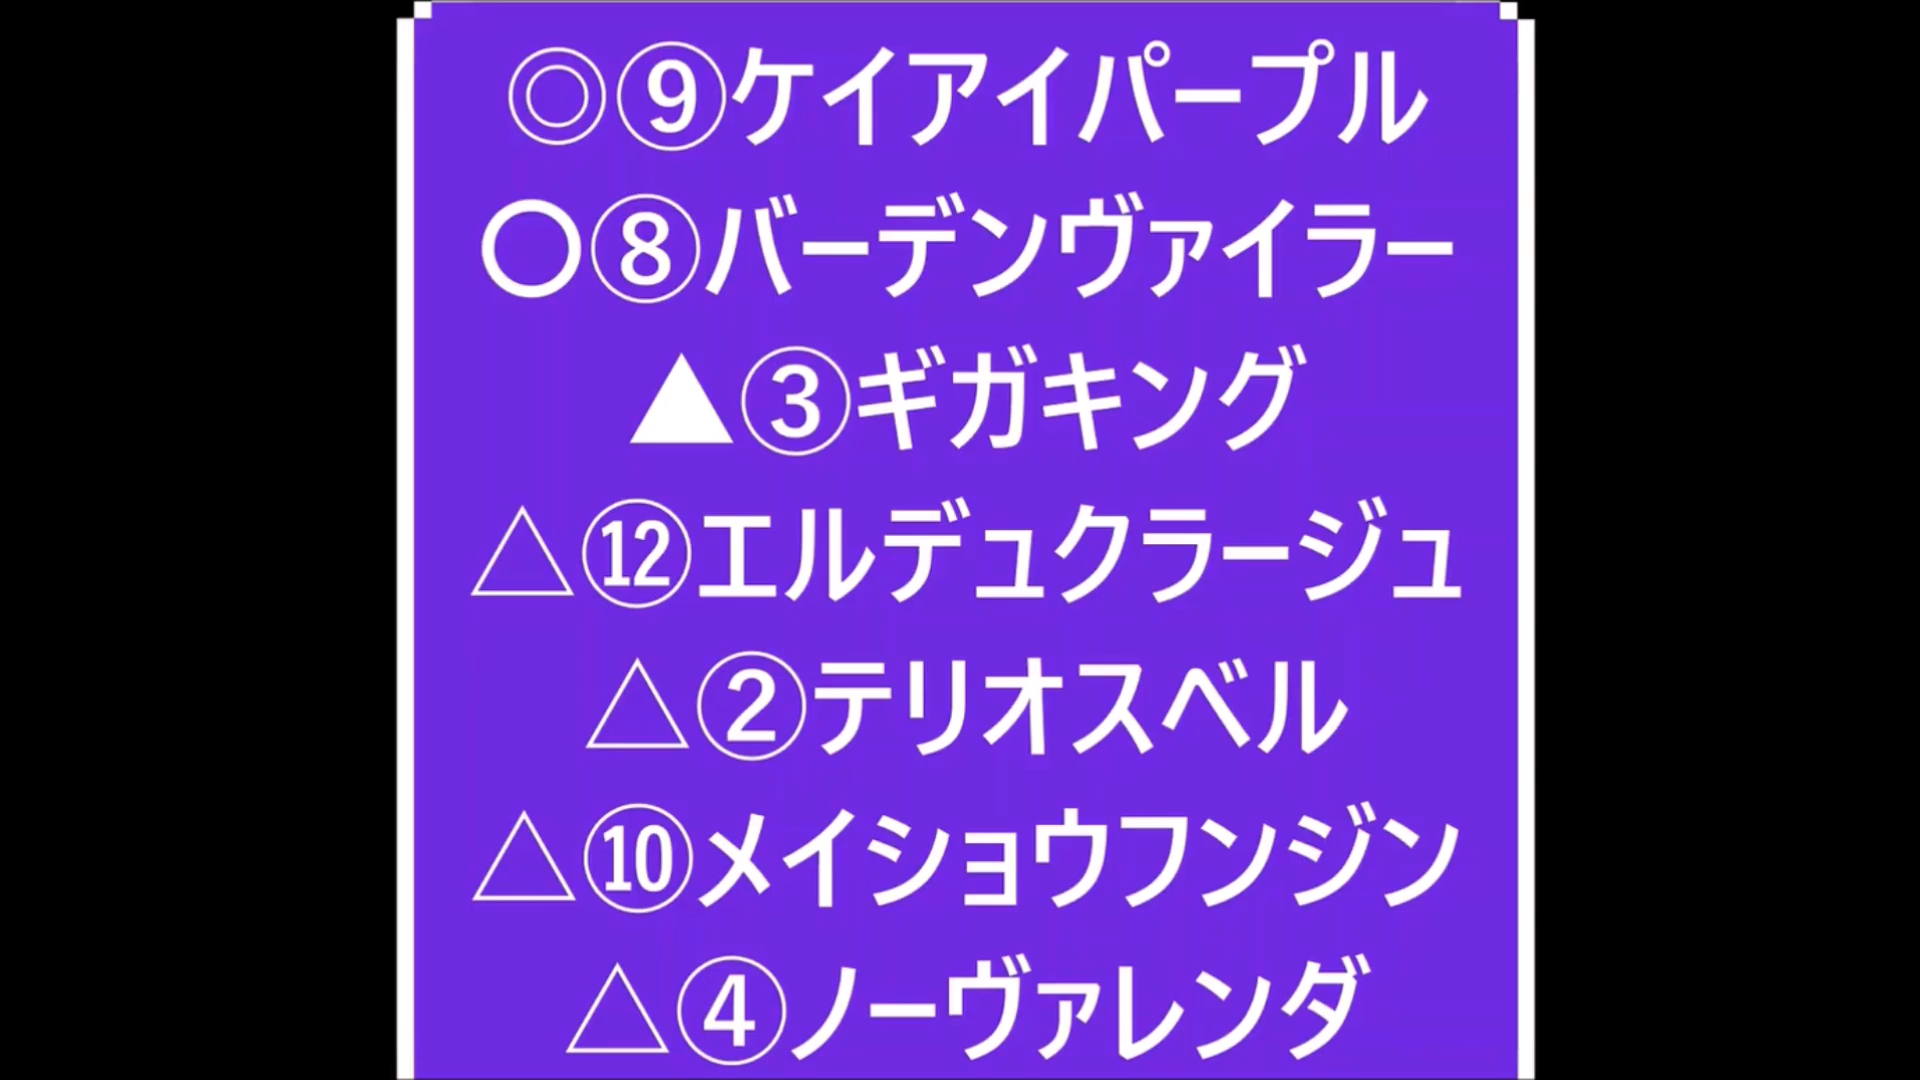 ◎⑨ケイアイパープル
〇⑧バーデンヴァイラー
▲③ギガキング
△⑫エルデュクラージュ
△②テリオスベル
△⑩メイショウフンジン
△④ノーヴァレンダ